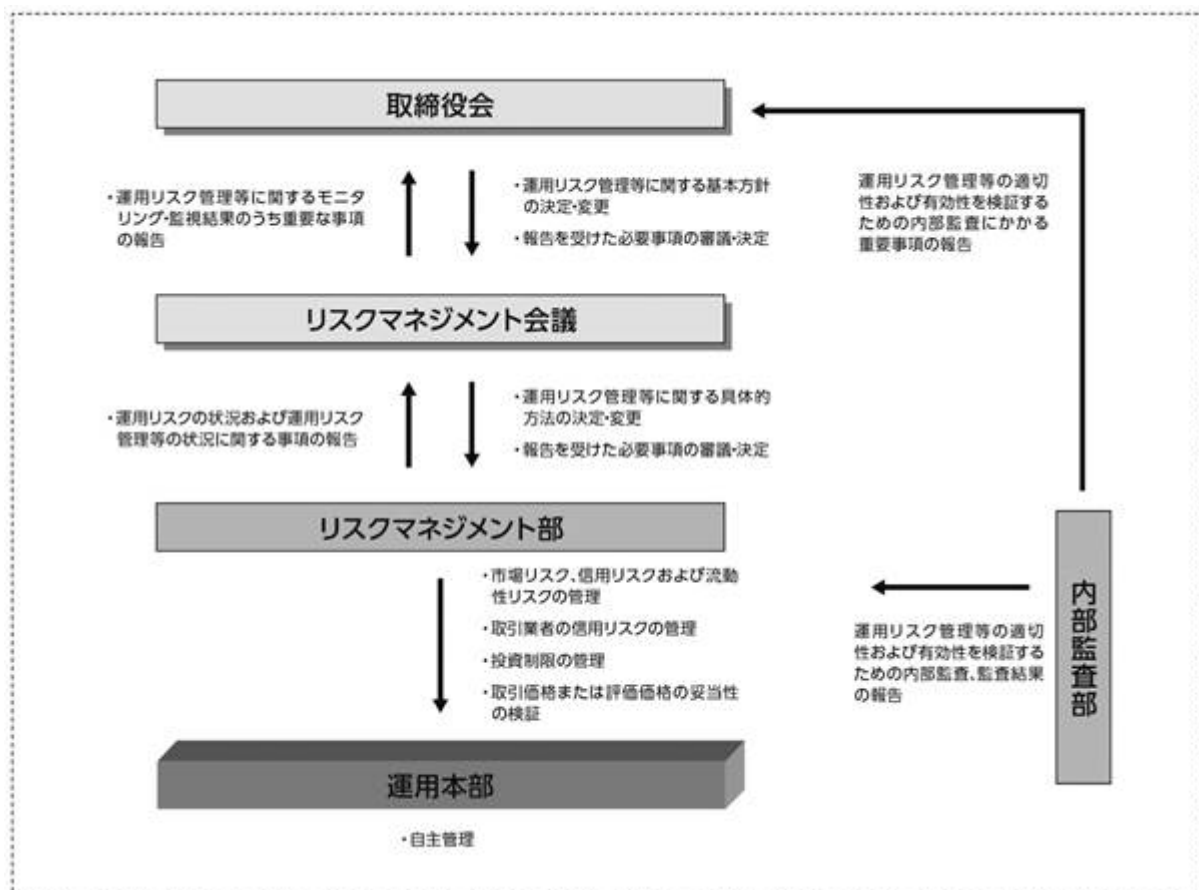 取締役会
・運用リスク管理等に関するモニタ
リング・監視結果のうち重要な事項
の報告
・運用リスク管理等に関する基本方針
の決定・変更
・報告を受けた必要事項の審議・決定
運用リスク管理等の適切
性および有効性を検証する
ための内部監査にかかる
重要事項の報告
リスクマネジメント会議
・運用リスクの状況および運用リスク
管理等の状況に関する事項の報告
・運用リスク管理等に関する具体的
方法の決定・変更
・報告を受けた必要事項の審議・決定
リスクマネジメント部
・市場リスク、信用リスクおよび流動
性リスクの管理
・取引業者の信用リスクの管理
・投資制限の管理
・取引価格または評価価格の妥当性
の検証
運用リスク管理等の適切
性および有効性を検証する
ための内部監査、監査結果
の報告
内部監査部
運用本部
・自主管理